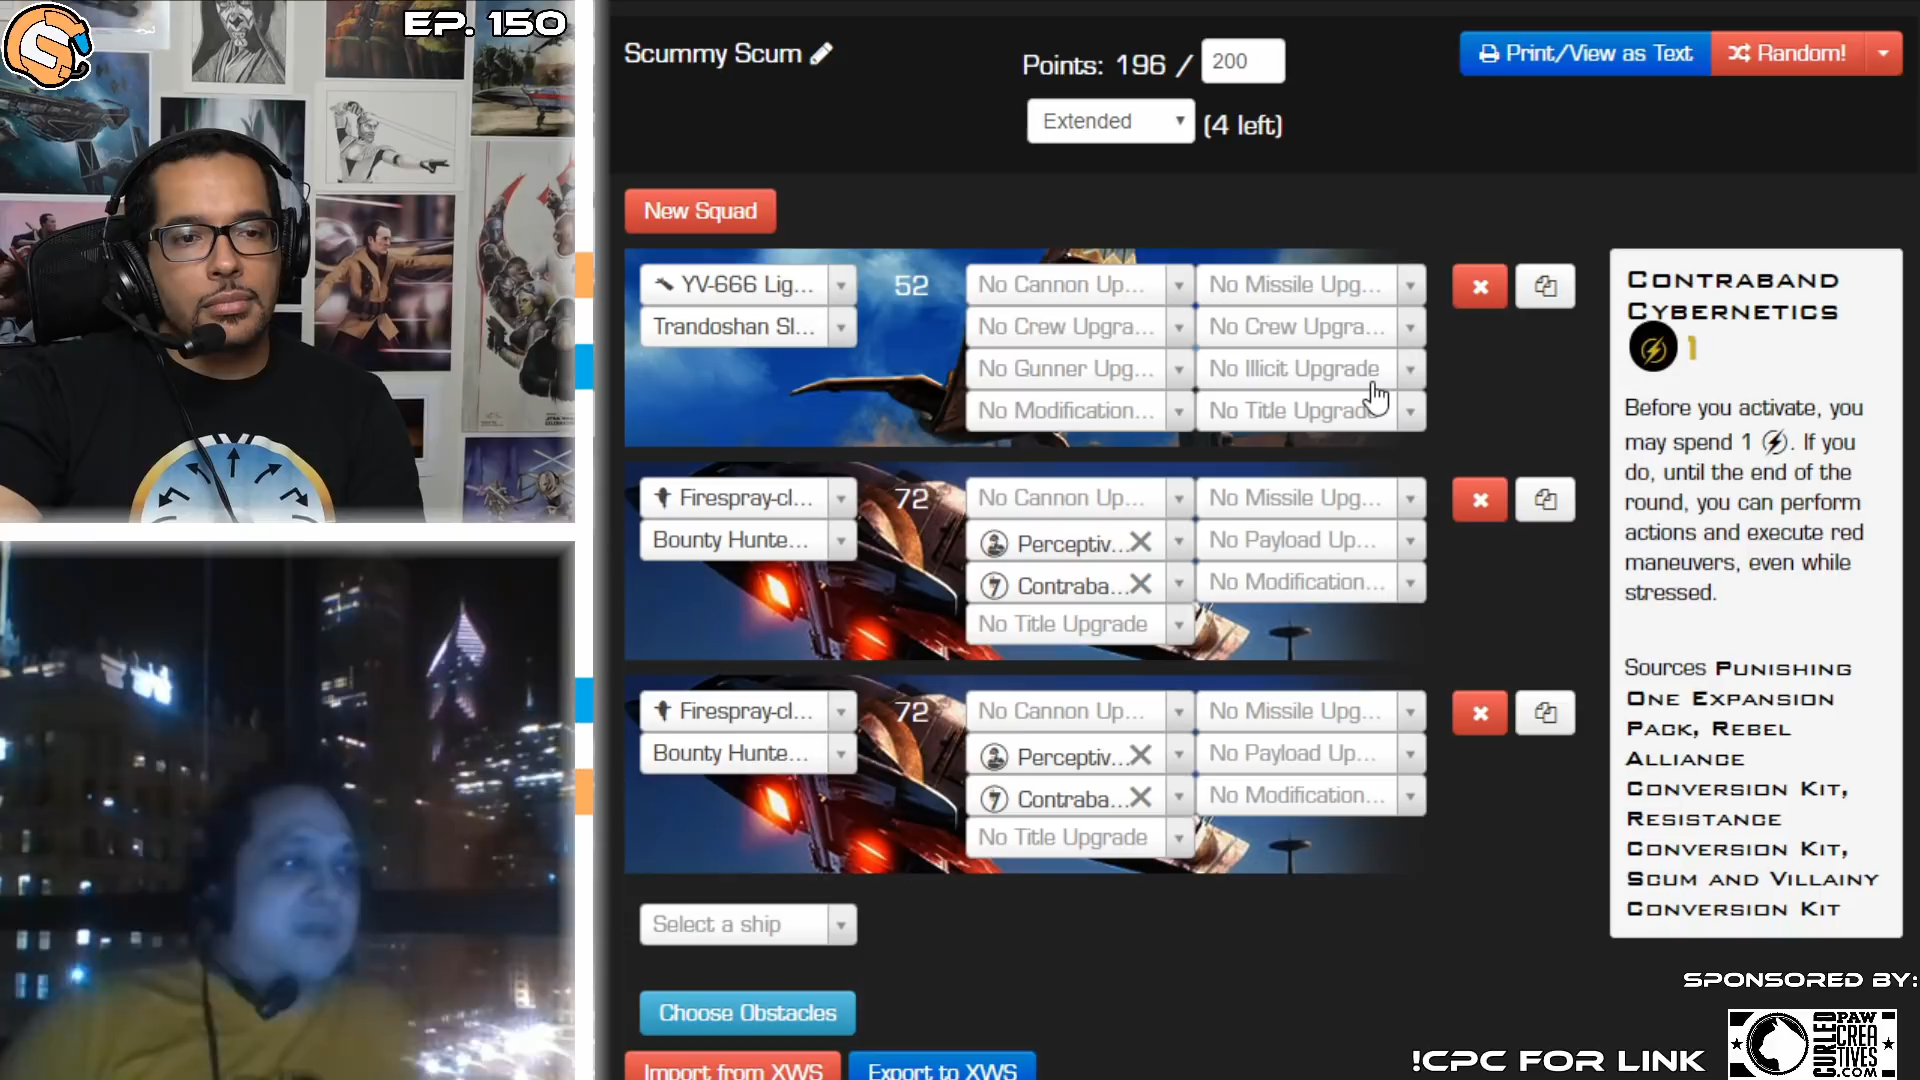 EP. 150
Scummy Scum
Points: 196 / 200
Extended (4 left)
Print/View as Text
Random!
New Squad
YV-666 Lig... 52
Trandoshan Sl...
No Cannon Up... No Missile Upg...
No Crew Upgra... No Crew Upgra...
No Gunner Upg... No Illicit Upgrade
No Modification... No Title Upgrade
Firespray-cl... 72
Bounty Hunte...
No Cannon Up... No Missile Upg...
Perceptiv... No Payload Up...
Contraba... No Modification...
No Title Upgrade
Firespray-cl... 72
Bounty Hunte...
No Cannon Up... No Missile Upg...
Perceptiv... No Payload Up...
Contraba... No Modification...
No Title Upgrade
Select a ship
Choose Obstacles
Import from XWS Export to XWS
Contraband
Cybernetics
1
Before you activate, you
may spend 1 . If you
do, until the end of the
round, you can perform
actions and execute red
maneuvers, even while
stressed.
Sources Punishing
One Expansion
Pack, Rebel
Alliance
Conversion Kit,
Resistance
Conversion Kit,
Scum and Villainy
Conversion Kit
SPONSORED BY:
!CPC FOR LINK
CURLED
PAW
CREA
TIVES
.COM